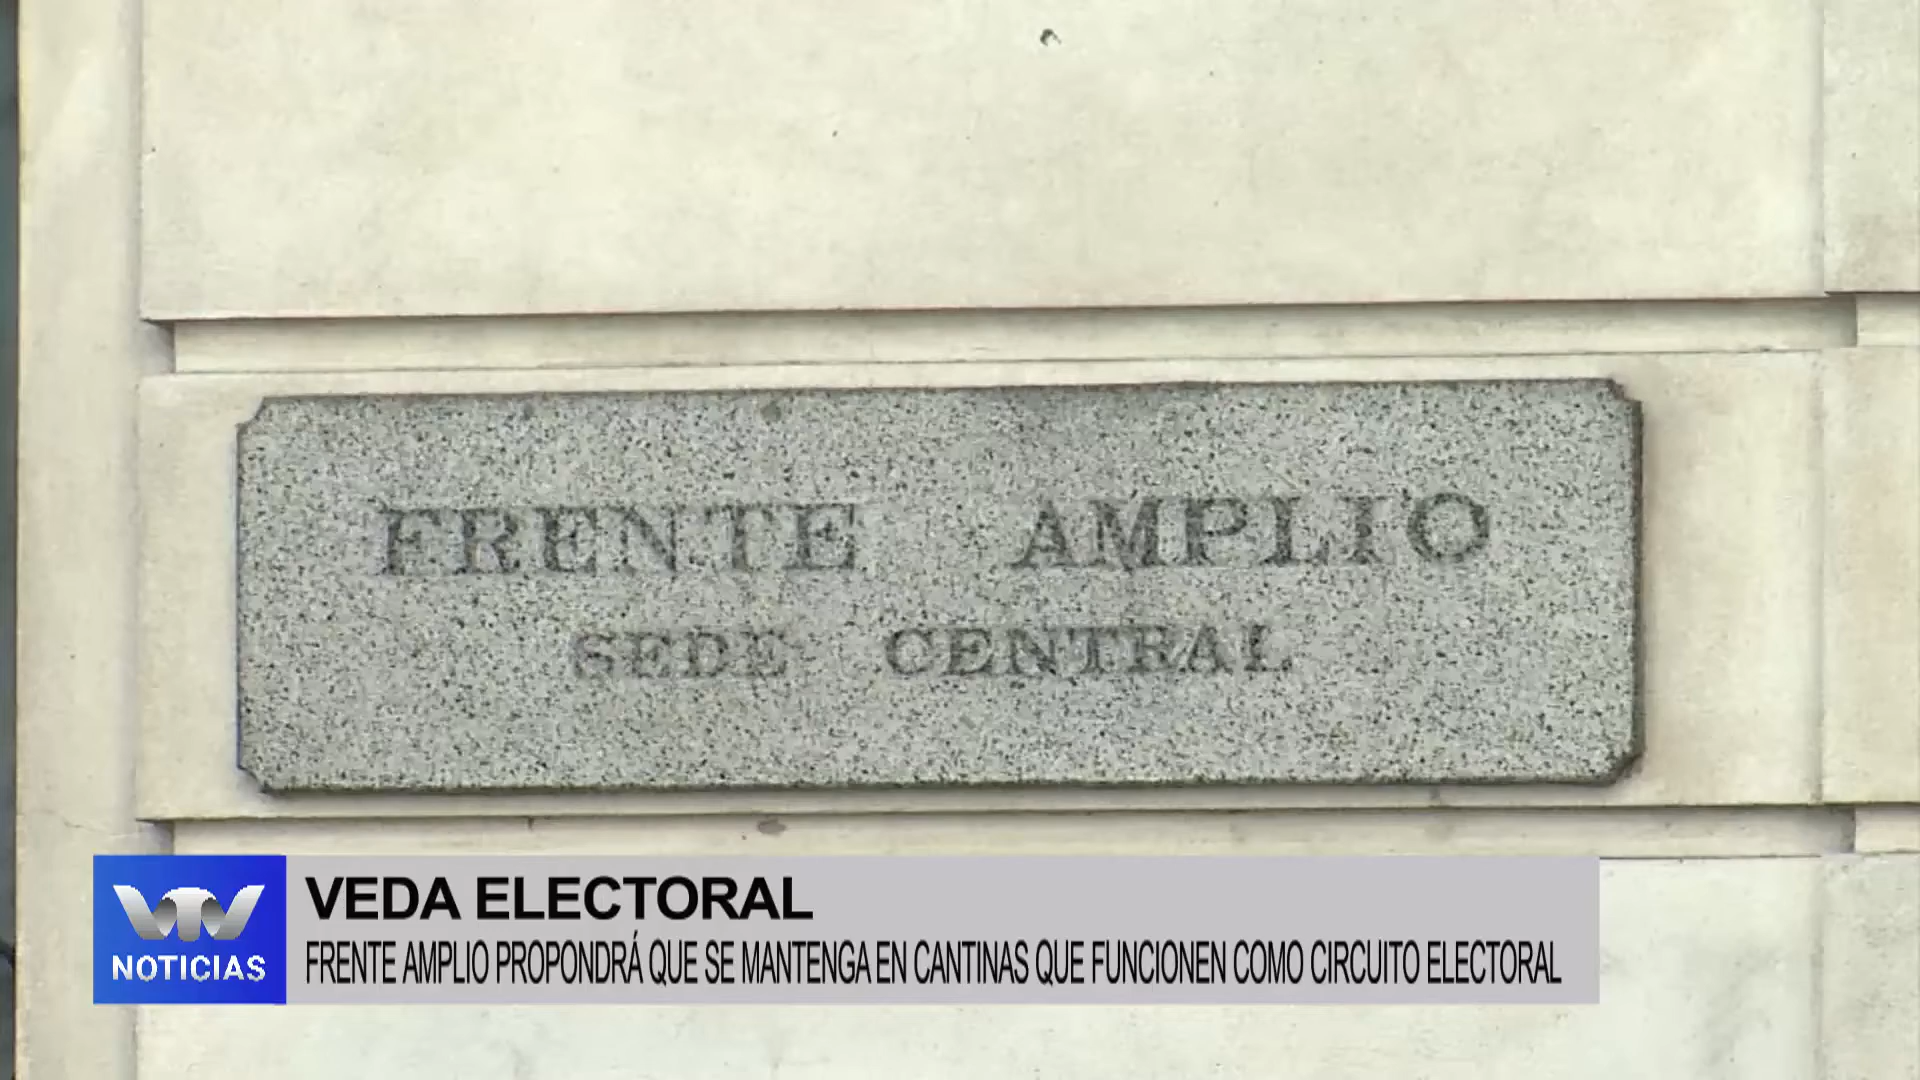 FRENTE AMPLIO
SEDE CENTRAL
VTV
NOTICIAS
VEDA ELECTORAL
FRENTE AMPLIO PROPONDRÁ QUE SE MANTENGA EN CANTINAS QUE FUNCIONEN COMO CIRCUITO ELECTORAL